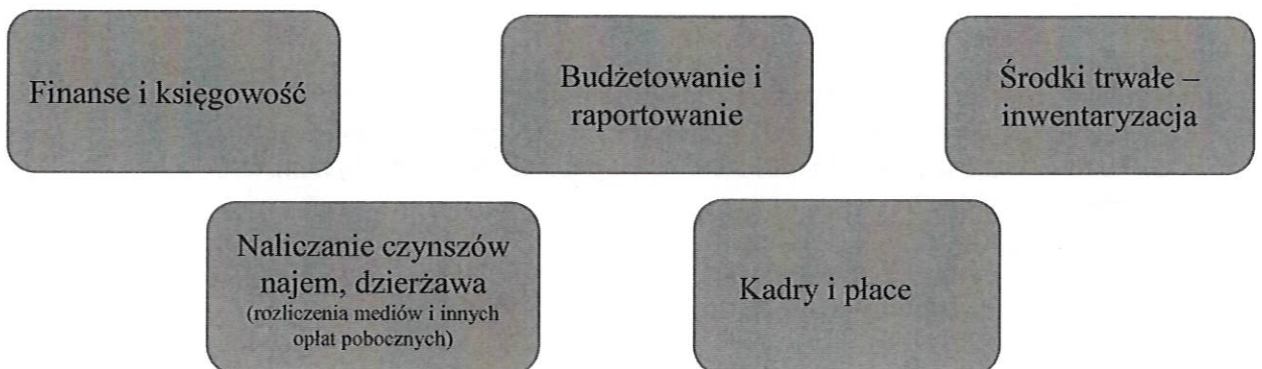 Finanse i księgowość
Budżetowanie i
raportowanie
Środki trwałe –
inwentaryzacja
Naliczanie czynszów
najem, dzierżawa
(rozliczenia mediów i innych
opłat pobocznych)
Kadry i płace